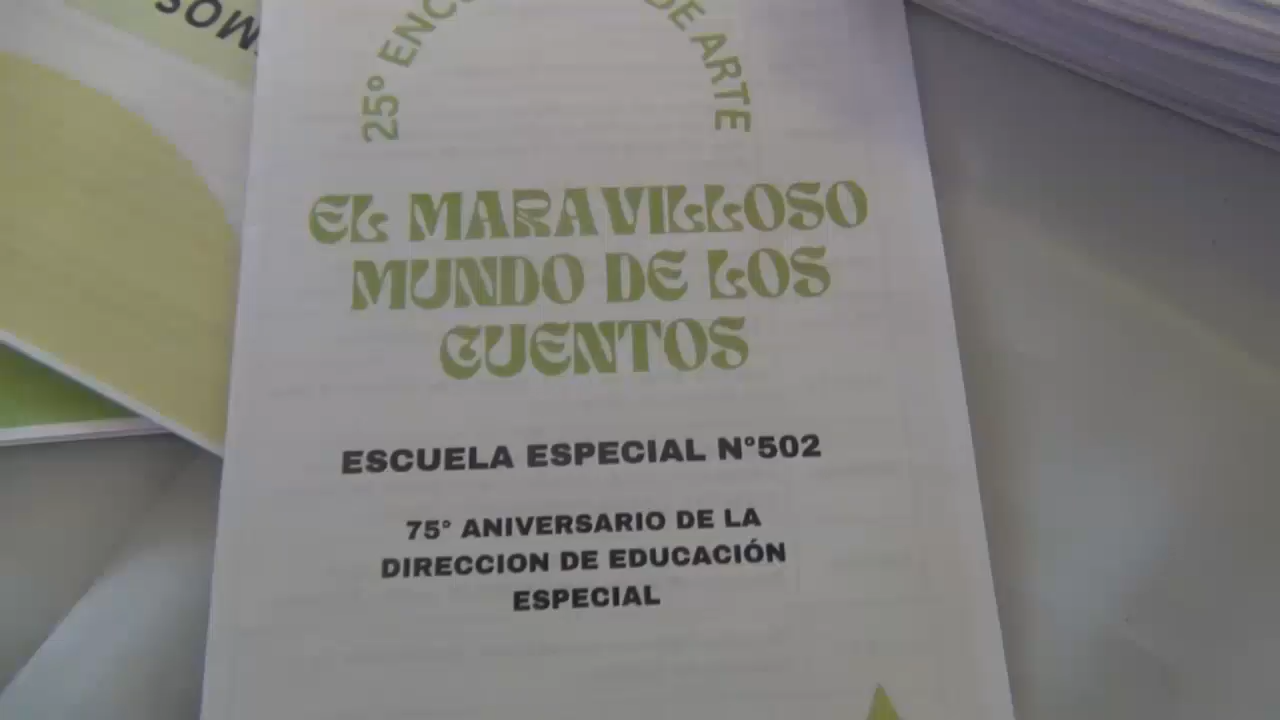 25° ENCU DE ARTE
EL MARAVILLOSO
MUNDO DE LOS
CUENTOS
ESCUELA ESPECIAL N°502
75° ANIVERSARIO DE LA
DIRECCION DE EDUCACIÓN
ESPECIAL